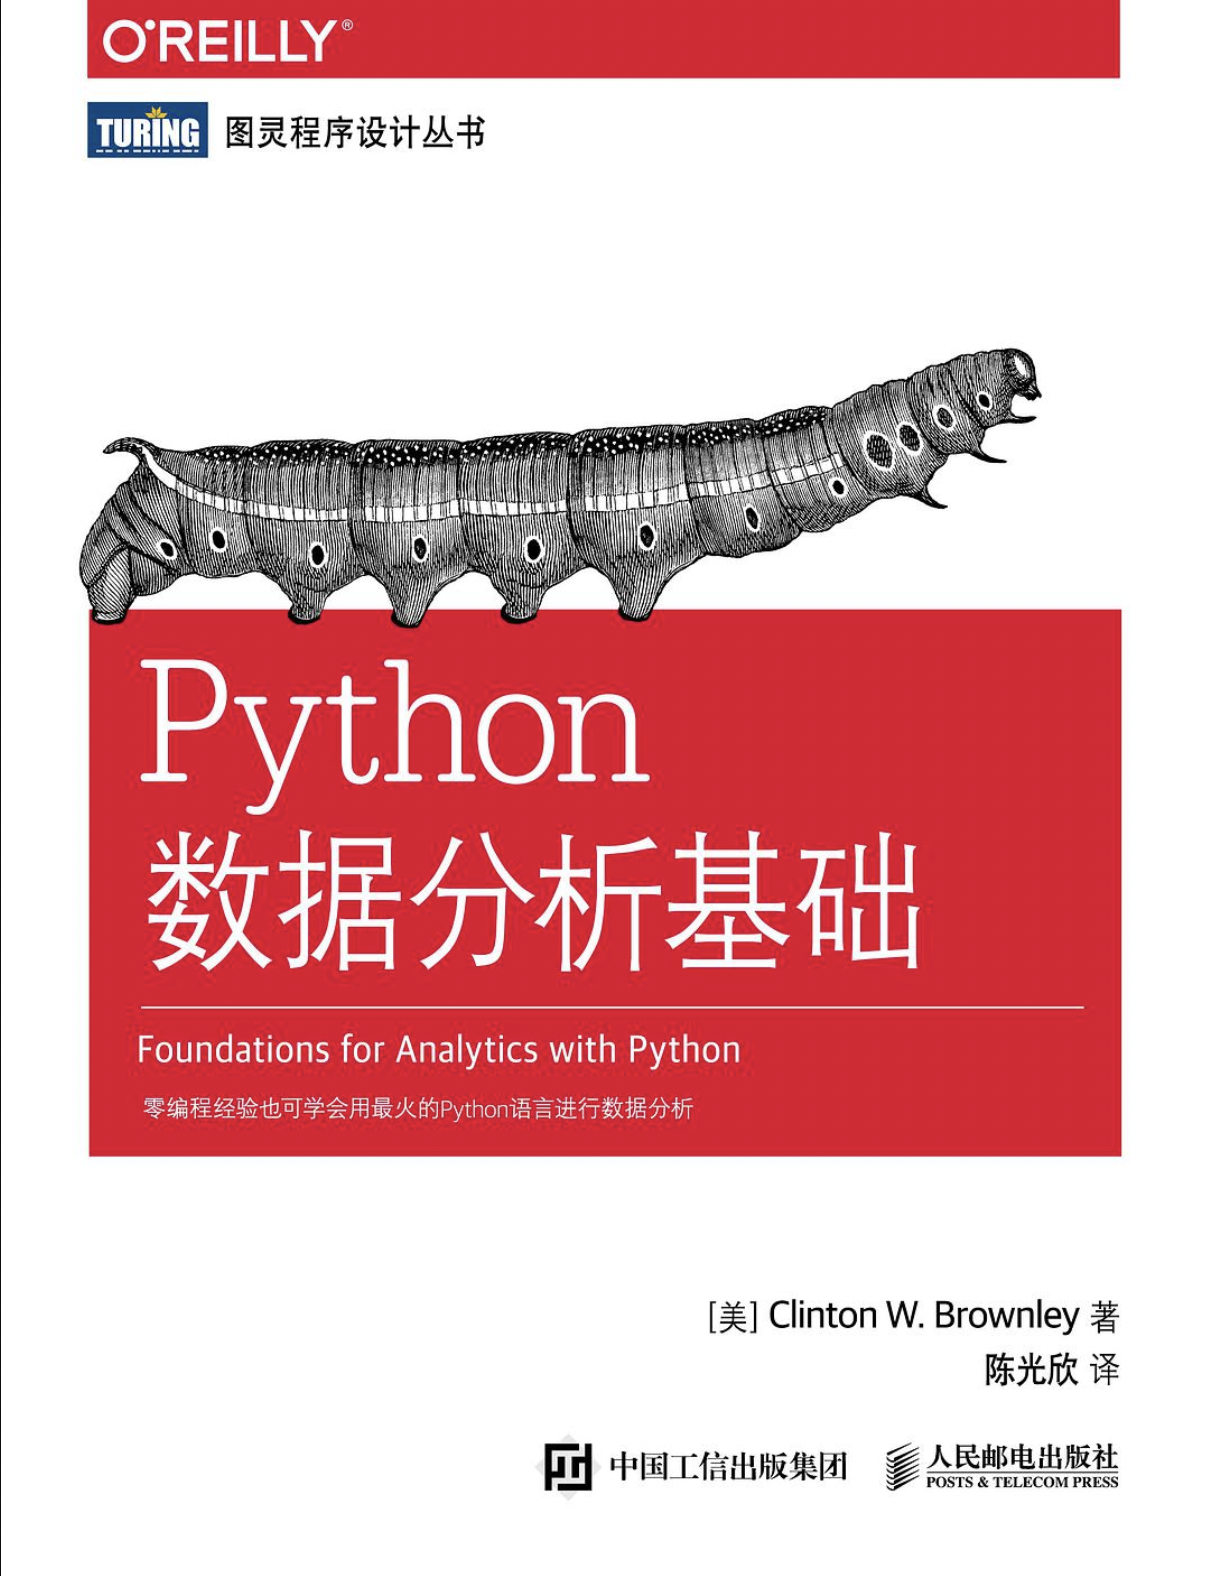 O'REILLY®
TURING 图灵程序设计丛书
Python
数据分析基础
Foundations for Analytics with Python
零编程经验也可学会用最火的Python语言进行数据分析
[美] Clinton W. Brownley 著
陈光欣 译
中国工信出版集团 人民邮电出版社
POSTS & TELECOM PRESS